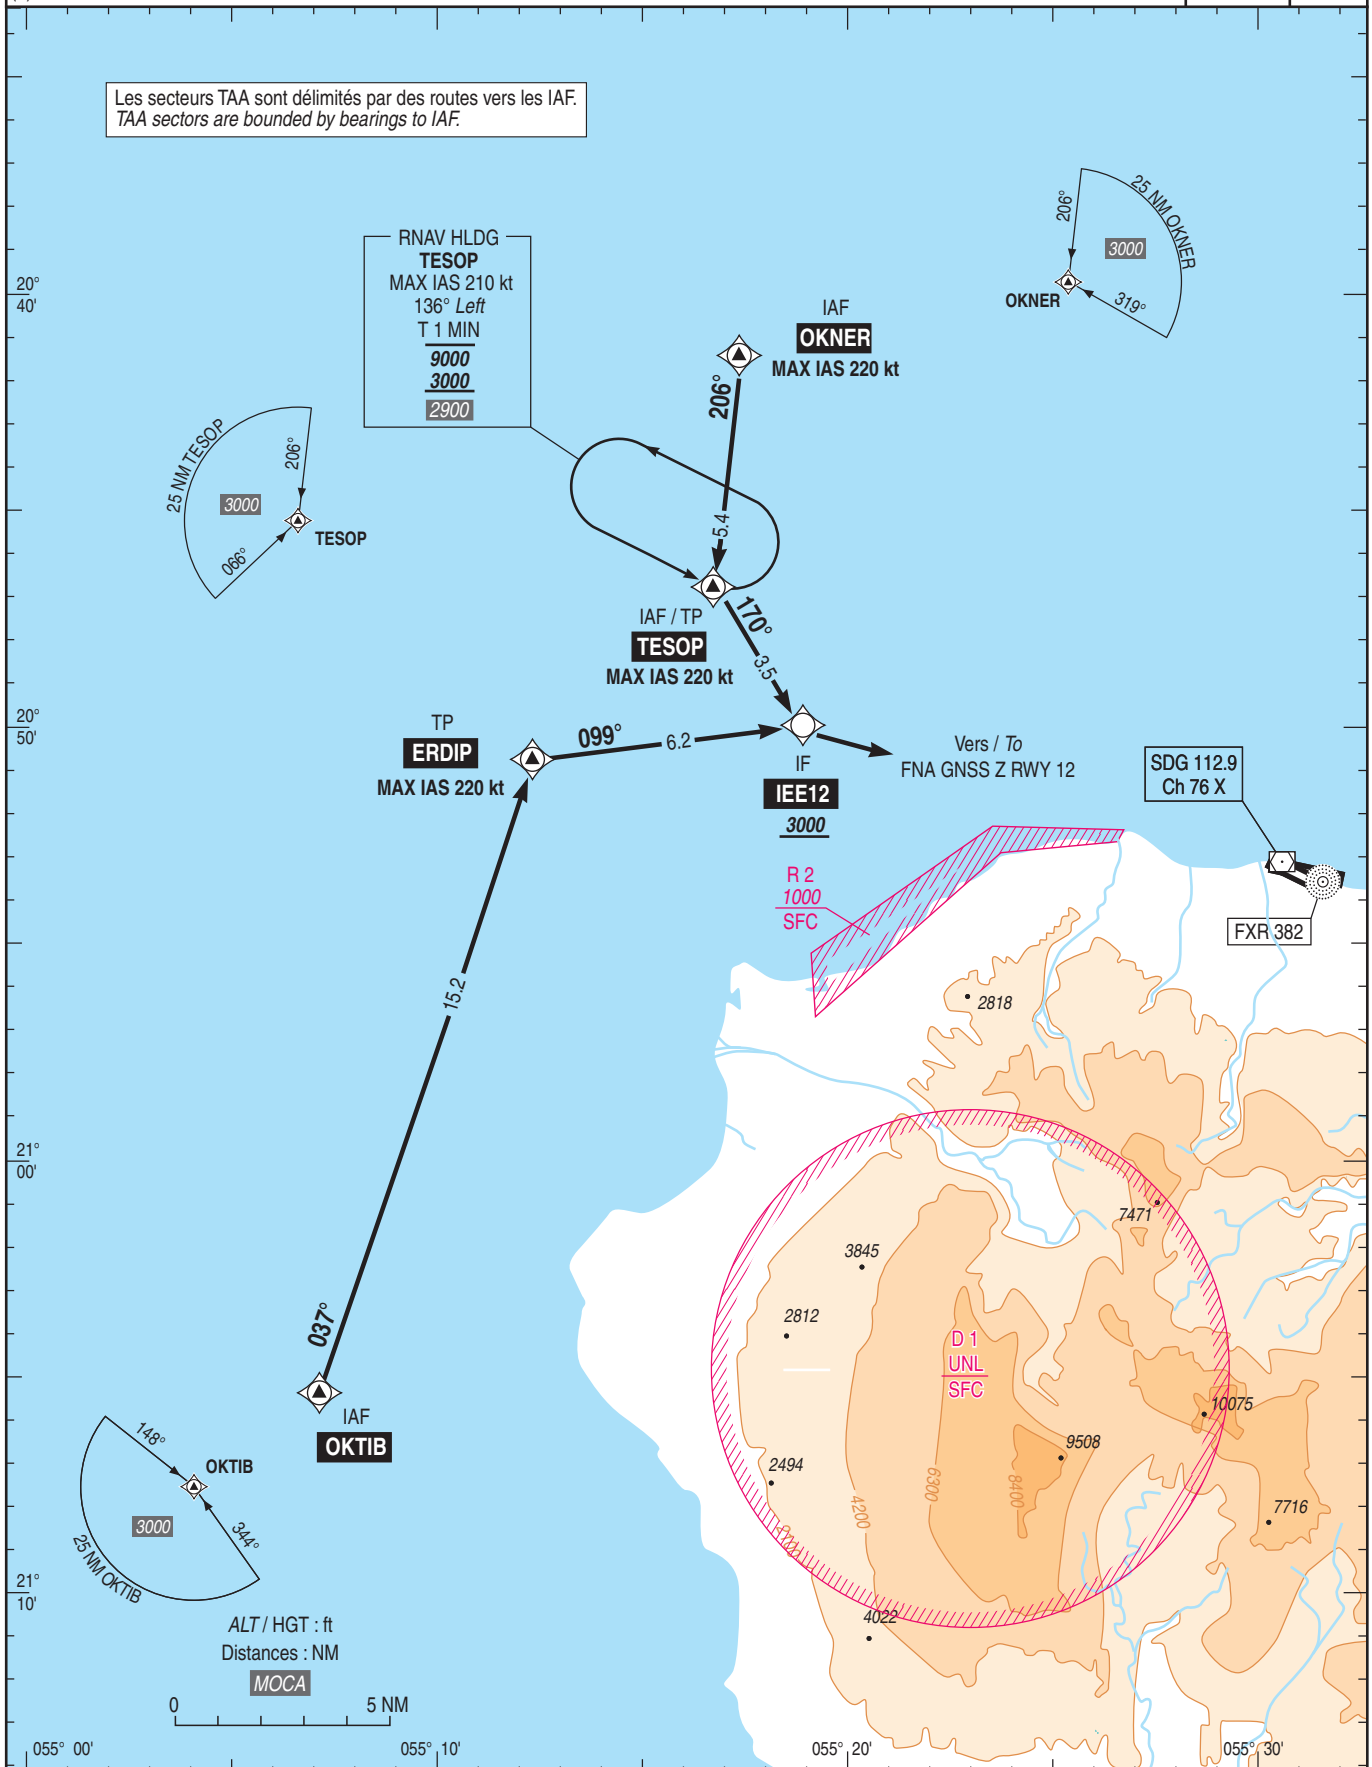 Les secteurs TAA sont délimités par des routes vers les IAF.
TAA sectors are bounded by bearings to IAF.
206°
25 NM OKNER
3000
OKNER
319°
RNAV HLDG
TESOP
MAX IAS 210 kt
136° Left
T 1 MIN
9000
3000
2900
20°
40'
IAF
OKNER
MAX IAS 220 kt
206°
5.4
25 NM TESOP
206°
3000
TESOP
066°
IAF / TP
TESOP
MAX IAS 220 kt
170°
3.5
20°
50'
TP
ERDIP
MAX IAS 220 kt
099°
6.2
IF
IEE12
3000
Vers / To
FNA GNSS Z RWY 12
SDG 112.9
Ch 76 X
FXR 382
R 2
1000
SFC
15.2
2818
21°
00'
7471
3845
2812
037°
D 1
UNL
SFC
10075
IAF
OKTIB
148°
OKTIB
3000
344°
25 NM OKTIB
9508
2494
6300
8400
4200
2100
7716
21°
10'
4022
ALT / HGT : ft
Distances : NM
MOCA
0
5 NM
055° 00'
055° 10'
055° 20'
055° 30'